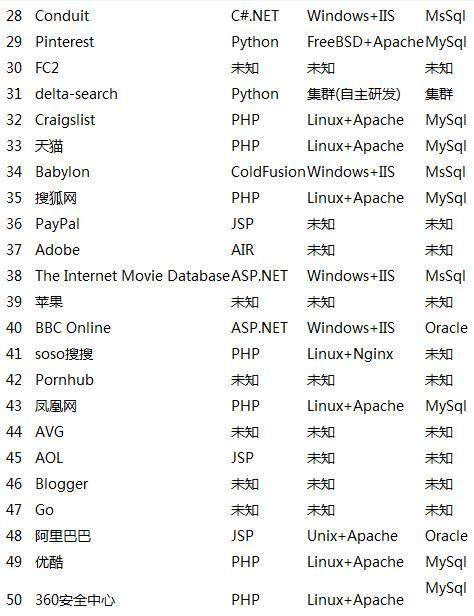 28 Conduit C#.NET Windows+IIS MsSql
29 Pinterest Python FreeBSD+Apache MySql
30 FC2 未知 未知 未知
31 delta-search Python 集群(自主研发) 集群
32 Craigslist PHP Linux+Apache MySql
33 天猫 PHP Linux+Apache MySql
34 Babylon ColdFusion Windows+IIS MsSql
35 搜狐网 PHP Linux+Apache MySql
36 PayPal JSP 未知 未知
37 Adobe AIR 未知 未知
38 The Internet Movie Database ASP.NET Windows+IIS MsSql
39 苹果 未知 未知 未知
40 BBC Online ASP.NET Windows+IIS Oracle
41 soso搜搜 PHP Linux+Nginx 未知
42 Pornhub 未知 未知 未知
43 凤凰网 PHP Linux+Apache MySql
44 AVG 未知 未知 未知
45 AOL JSP 未知 未知
46 Blogger 未知 未知 未知
47 Go 未知 未知 未知
48 阿里巴巴 JSP Unix+Apache Oracle
49 优酷 PHP Linux+Apache MySql
50 360安全中心 PHP Linux+Apache MySql